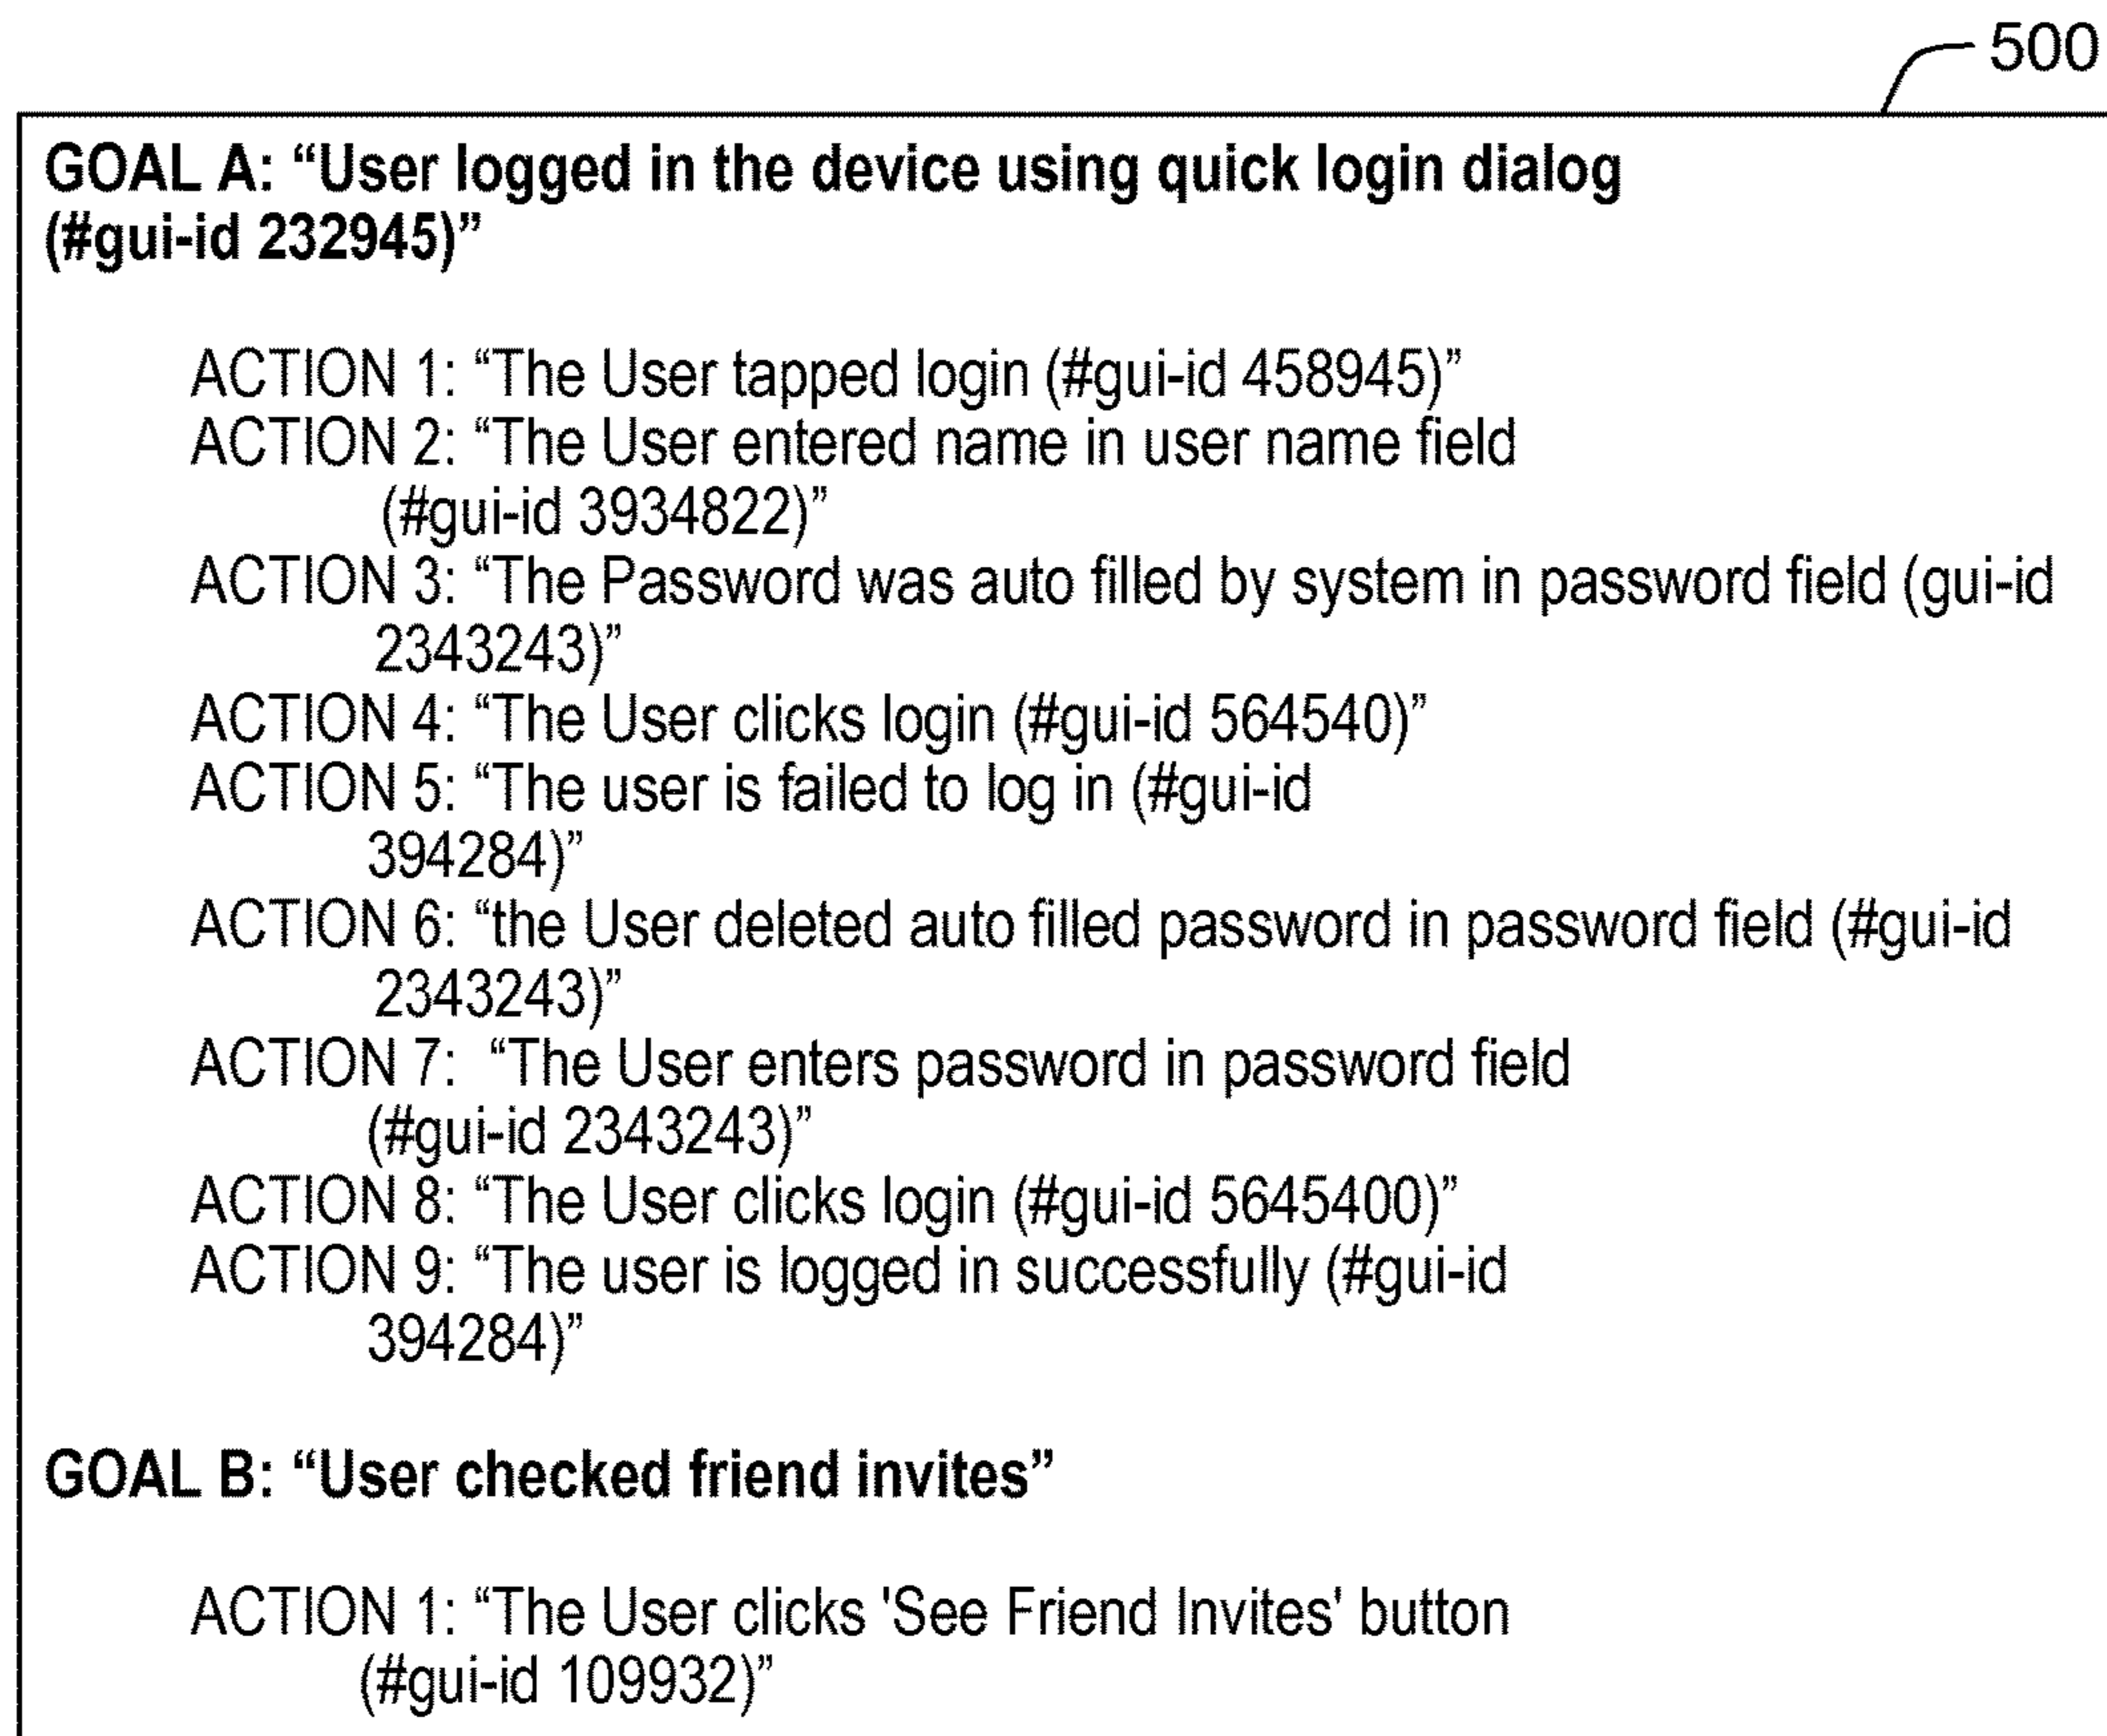 500
GOAL A: “User logged in the device using quick login dialog
(#gui-id 232945)”
ACTION 1: “The User tapped login (#gui-id 458945)”
ACTION 2: “The User entered name in user name field
(#gui-id 3934822)”
ACTION 3: “The Password was auto filled by system in password field (gui-id
2343243)”
ACTION 4: “The User clicks login (#gui-id 564540)”
ACTION 5: “The user is failed to log in (#gui-id
394284)”
ACTION 6: “the User deleted auto filled password in password field (#gui-id
2343243)”
ACTION 7: “The User enters password in password field
(#gui-id 2343243)”
ACTION 8: “The User clicks login (#gui-id 5645400)”
ACTION 9: “The user is logged in successfully (#gui-id
394284)”
GOAL B: “User checked friend invites”
ACTION 1: “The User clicks 'See Friend Invites' button
(#gui-id 109932)”